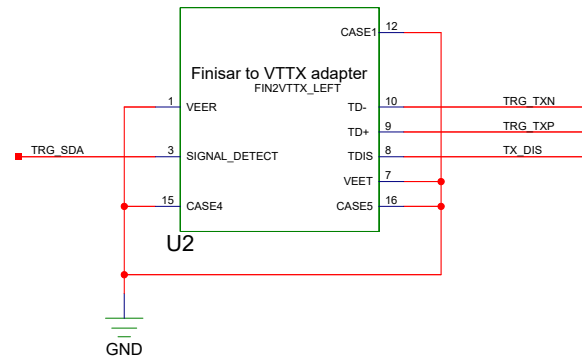 12
CASE1
Finisar to VTTX adapter
FIN2VTTX_LEFT
1 VEER TD- 10 TRG_TXN
TD+ 9 TRG_TXP
TRG_SDA 3 SIGNAL_DETECT TDIS 8 TX_DIS
VEET 7
15 CASE4 CASE5 16
U2
GND